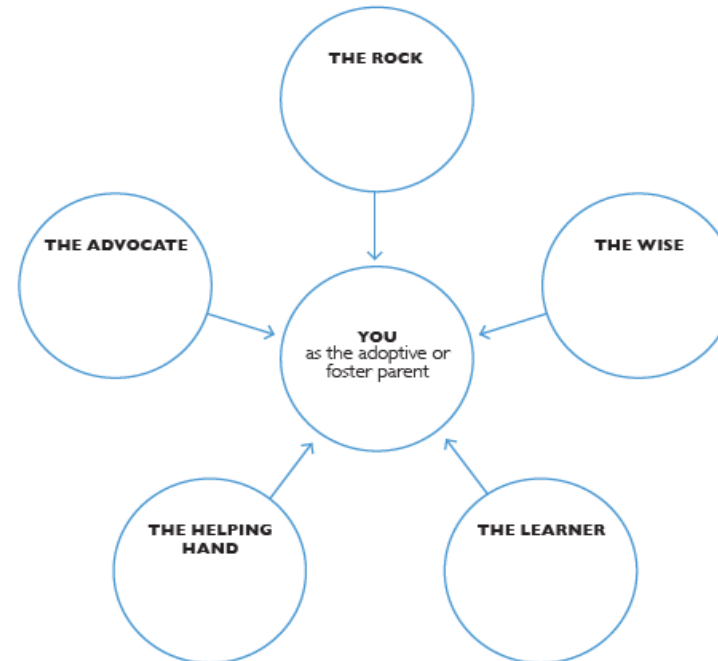 THE ROCK
THE ADVOCATE
THE WISE
YOU
as the adoptive or
foster parent
THE HELPING
HAND
THE LEARNER